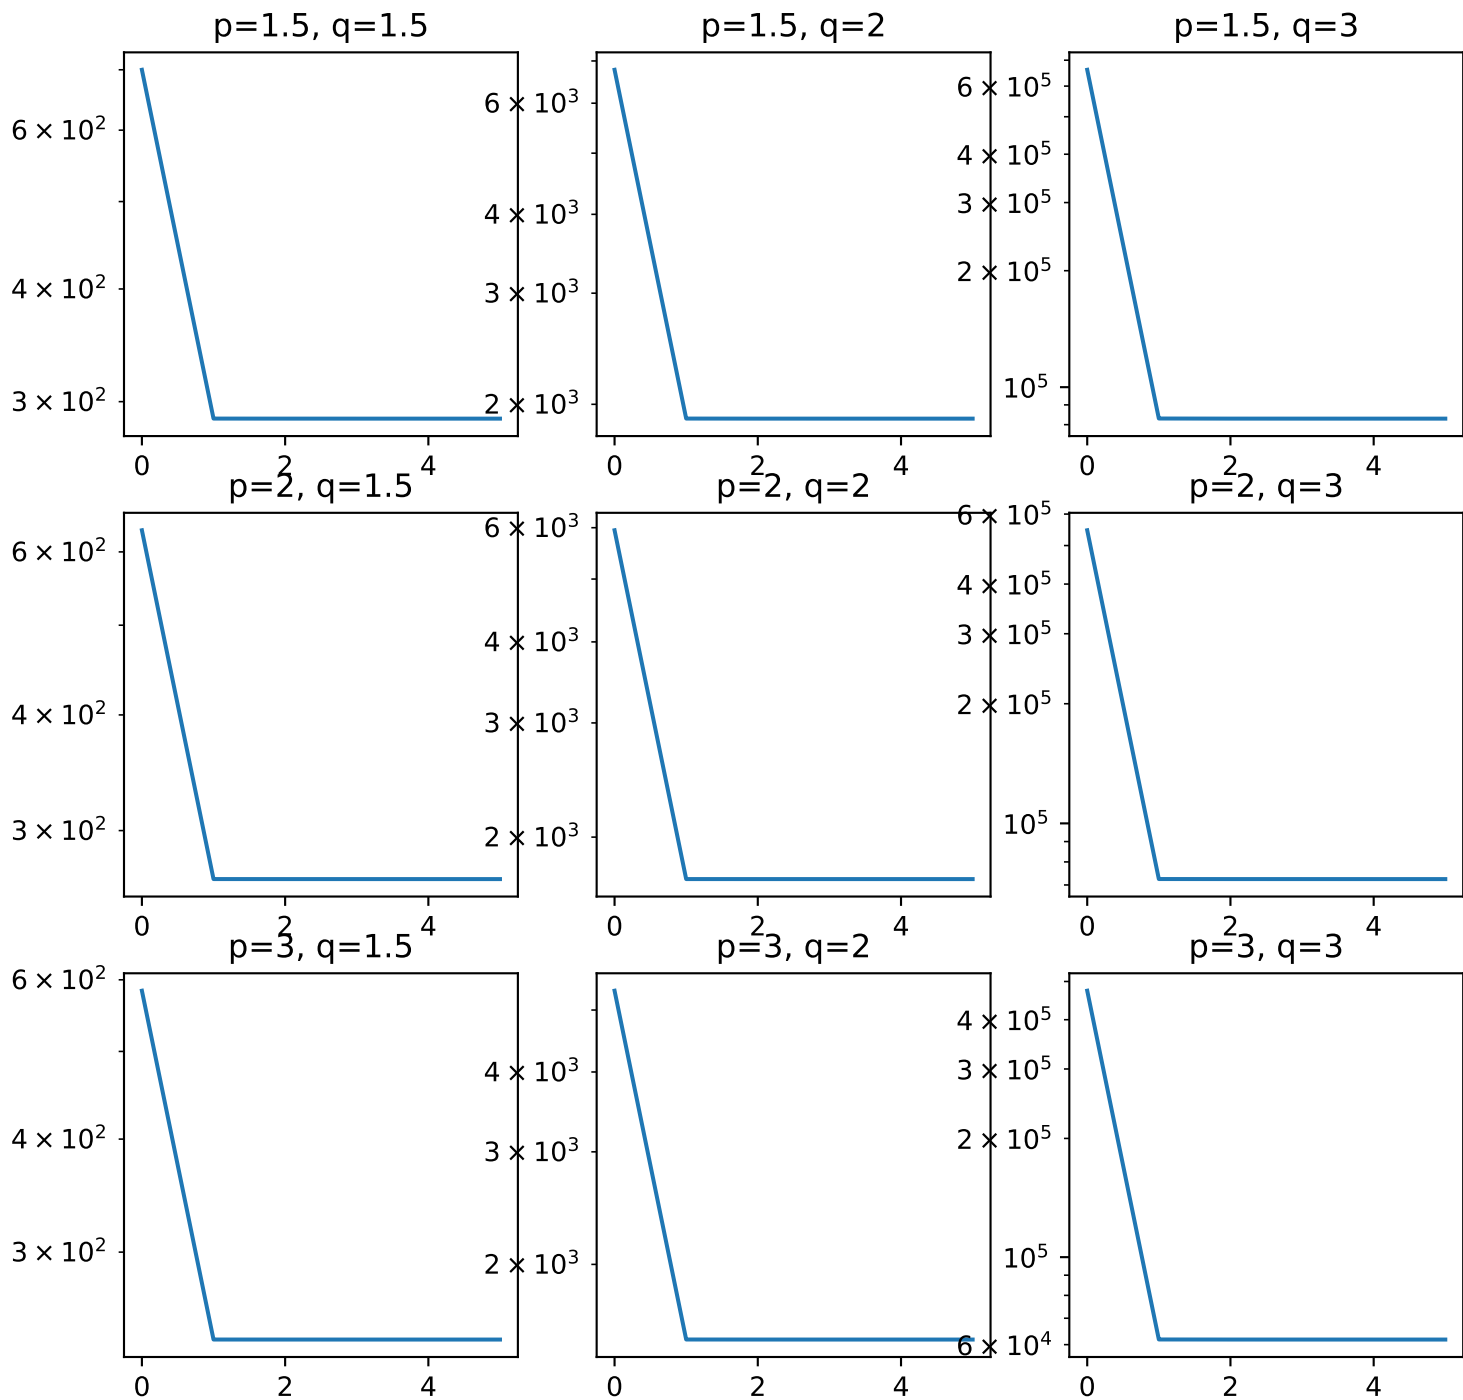 p=1.5, q=1.5
6 × 10²
4 × 10²
3 × 10²
0 2 4
p=1.5, q=2
6 × 10³
4 × 10³
3 × 10³
2 × 10³
0 2 4
p=1.5, q=3
6 × 10⁵
4 × 10⁵
3 × 10⁵
2 × 10⁵
10⁵
0 2 4
p=2, q=1.5
6 × 10²
4 × 10²
3 × 10²
0 2 4
p=2, q=2
6 × 10³
4 × 10³
3 × 10³
2 × 10³
0 2 4
p=2, q=3
6 × 10⁵
4 × 10⁵
3 × 10⁵
2 × 10⁵
10⁵
0 2 4
p=3, q=1.5
6 × 10²
4 × 10²
3 × 10²
0 2 4
p=3, q=2
4 × 10³
3 × 10³
2 × 10³
0 2 4
p=3, q=3
4 × 10⁵
3 × 10⁵
2 × 10⁵
10⁵
6 × 10⁴
0 2 4